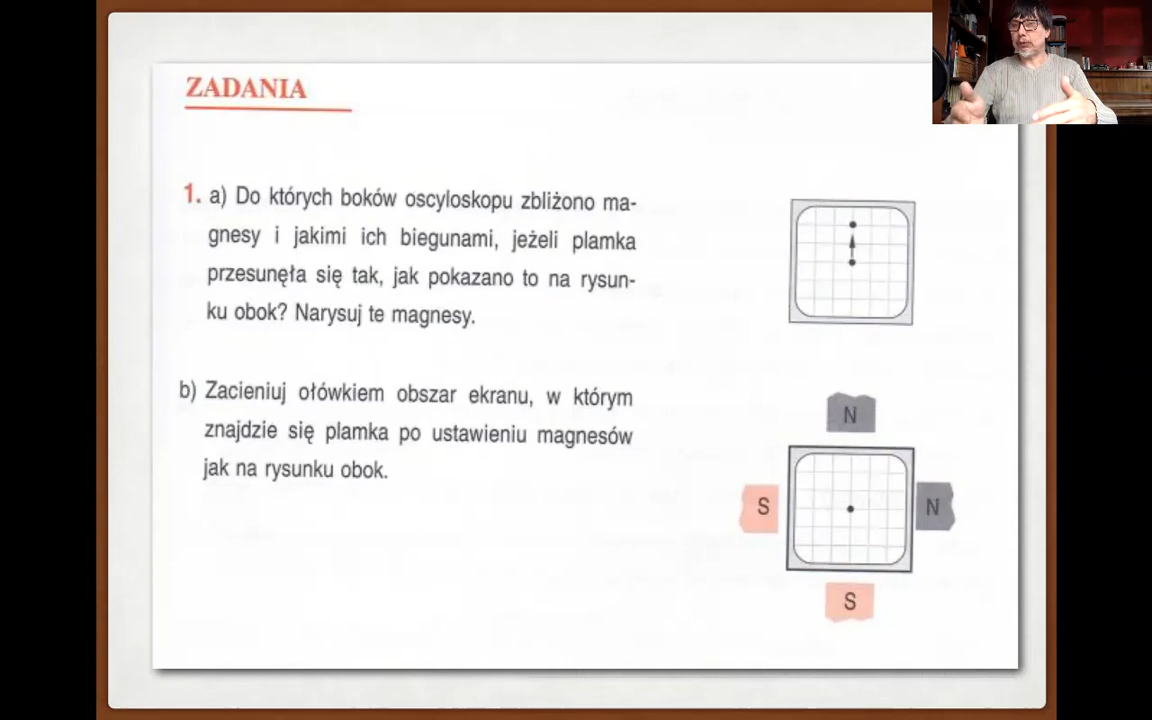 ZADANIA
1. a) Do których boków oscyloskopu zbliżono ma-
gnesy i jakimi ich biegunami, jeżeli plamka
przesunęła się tak, jak pokazano to na rysun-
ku obok? Narysuj te magnesy.
b) Zacieniuj ołówkiem obszar ekranu, w którym
znajdzie się plamka po ustawieniu magnesów
jak na rysunku obok.
N
S
N
S